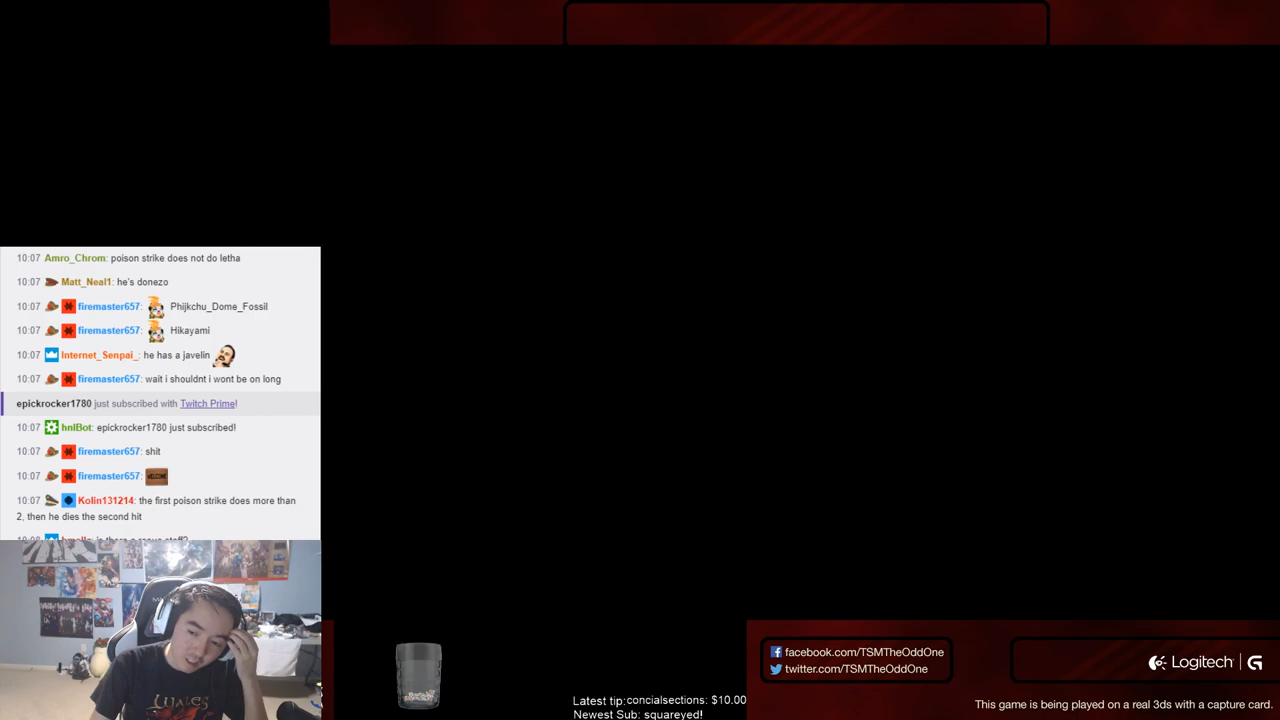 10:07 Amro_Chrom: poison strike does not do letha
10:07 Matt_Neal1: he's donezo
10:07 firemaster657: Phijkchu_Dome_Fossil
10:07 firemaster657: Hikayami
10:07 Internet_Senpai_: he has a javelin
10:07 firemaster657: wait i shouldnt i wont be on long
epickrocker1780 just subscribed with Twitch Prime!
10:07 hnlBot: epickrocker1780 just subscribed!
10:07 firemaster657: shit
10:07 firemaster657: WELCOME
10:07 Kolin131214: the first poison strike does more than
2, then he dies the second hit
facebook.com/TSMTheOddOne
twitter.com/TSMTheOddOne
Logitech G
Latest tip:concialsections: $10.00
Newest Sub: squareyed!
This game is being played on a real 3ds with a capture card.